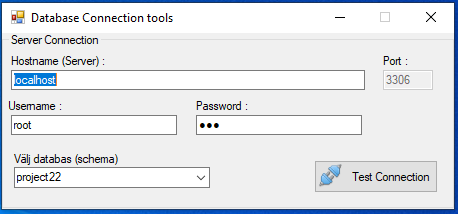 Database Connection tools
Server Connection
Hostname (Server) : Port :
localhost 3306
Username : Password :
root ●●●
Välj databas (schema)
project22 Test Connection